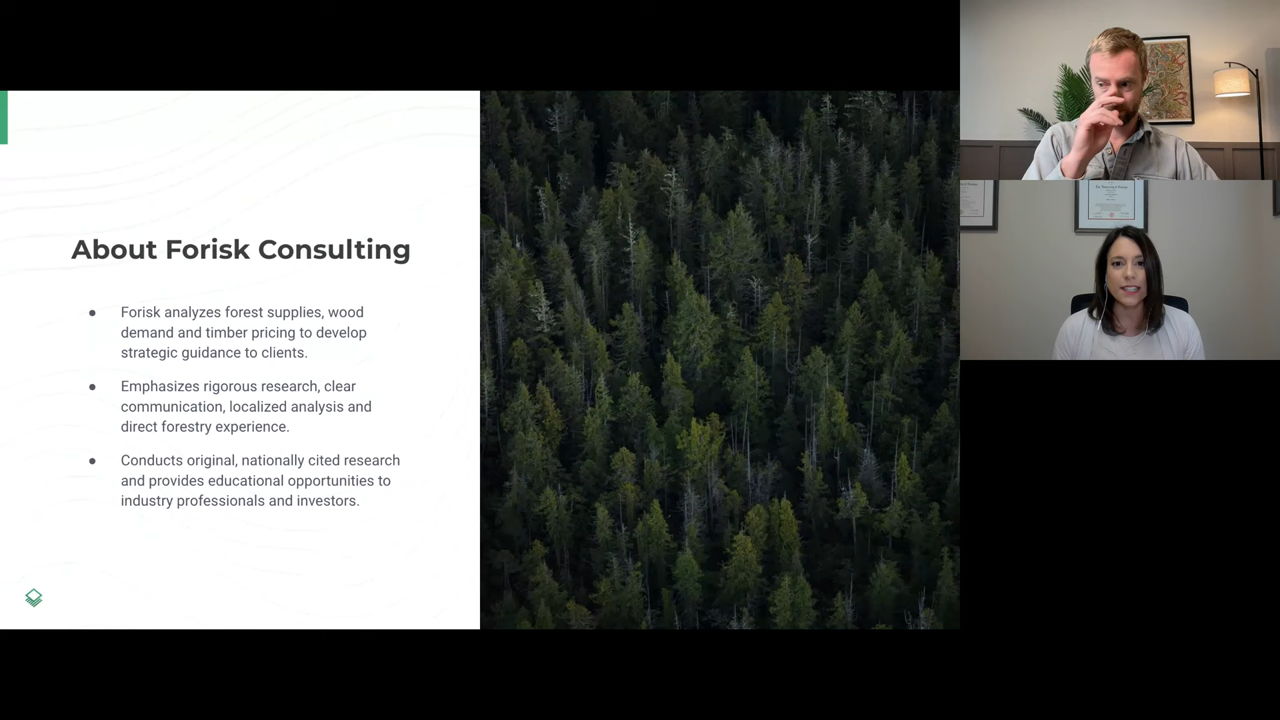 About Forisk Consulting
● Forisk analyzes forest supplies, wood
demand and timber pricing to develop
strategic guidance to clients.
● Emphasizes rigorous research, clear
communication, localized analysis and
direct forestry experience.
● Conducts original, nationally cited research
and provides educational opportunities to
industry professionals and investors.